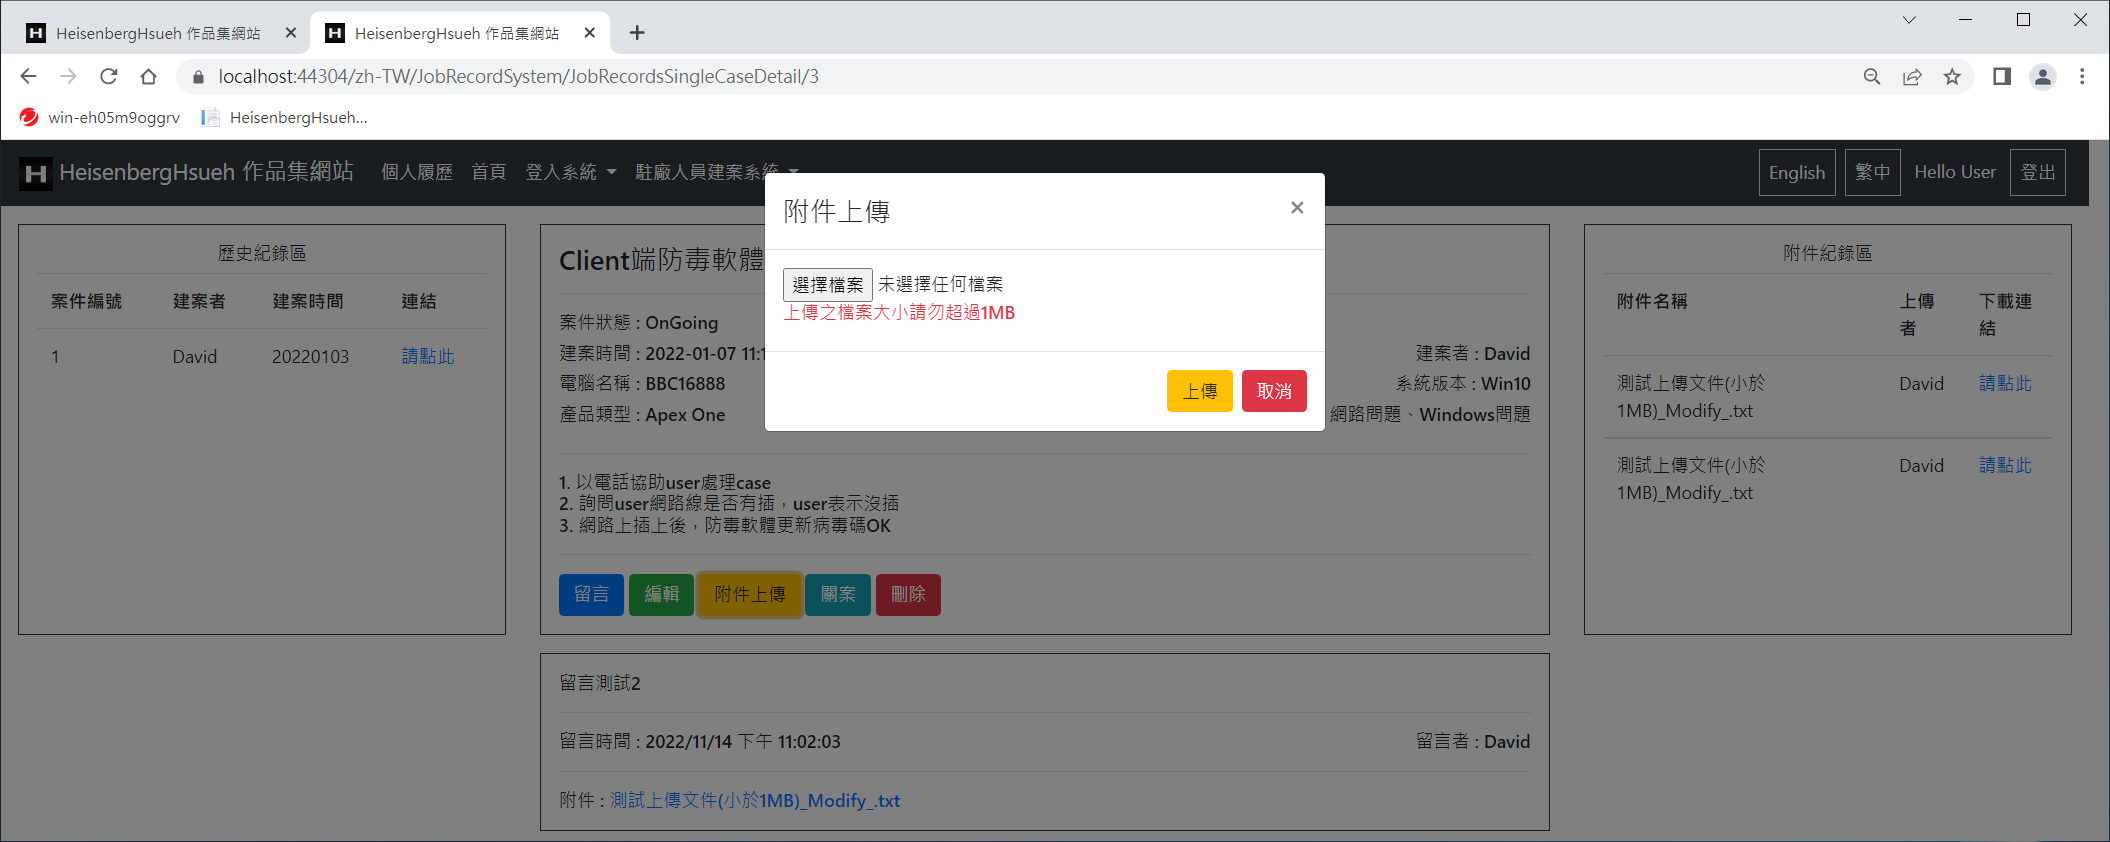 HeisenbergHsueh 作品集網站
HeisenbergHsueh 作品集網站
localhost:44304/zh-TW/JobRecordSystem/JobRecordsSingleCaseDetail/3
win-eh05m9oggrv
HeisenbergHsueh...
H HeisenbergHsueh 作品集網站
個人履歷
首頁
登入系統
駐廠人員建案系統
English
繁中
Hello User
登出
附件上傳
×
選擇檔案 未選擇任何檔案
上傳之檔案大小請勿超過1MB
上傳
取消
歷史紀錄區
案件編號 建案者 建案時間 連結
1 David 20220103 請點此
Client端防毒軟體
案件狀態 : OnGoing
建案時間 : 2022-01-07 11:1
建案者 : David
電腦名稱 : BBC16888
系統版本 : Win10
產品類型 : Apex One
網路問題、Windows問題
1. 以電話協助user處理case
2. 詢問user網路線是否有插，user表示沒插
3. 網路上插上後，防毒軟體更新病毒碼OK
留言 編輯 附件上傳 關案 刪除
留言測試2
留言時間 : 2022/11/14 下午 11:02:03
留言者 : David
附件 : 測試上傳文件(小於1MB)_Modify_.txt
附件紀錄區
附件名稱 上傳者 下載連結
測試上傳文件(小於
1MB)_Modify_.txt
David 請點此
測試上傳文件(小於
1MB)_Modify_.txt
David 請點此